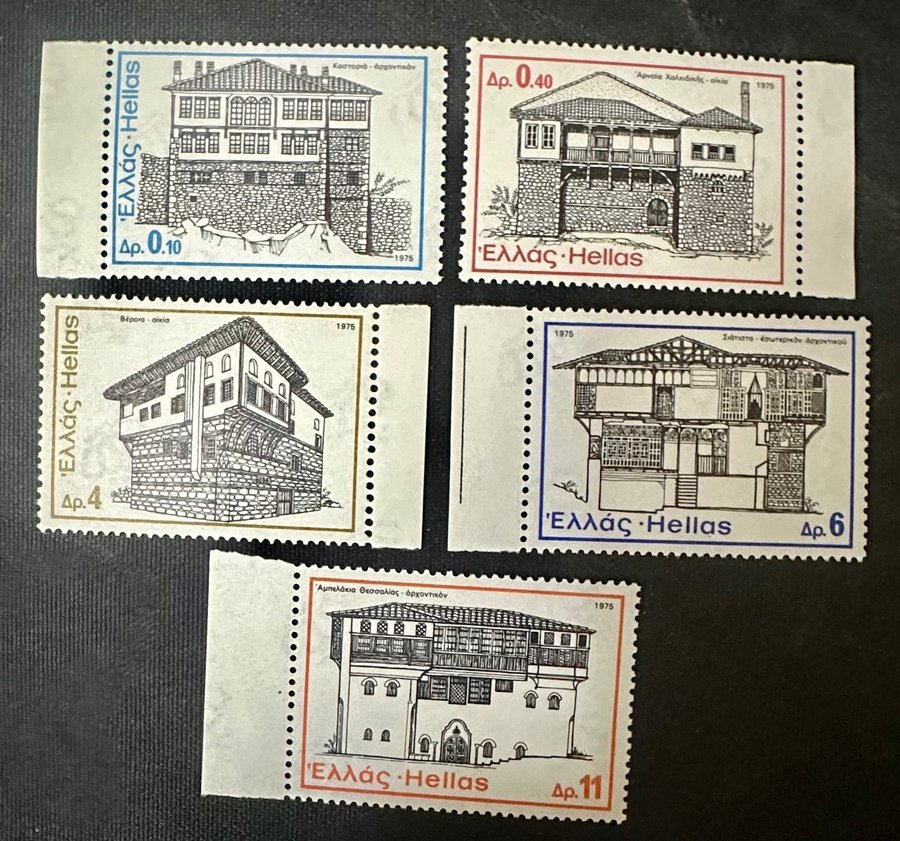 Καστοριά - ἀρχοντικόν
Ἑλλάς · Hellas
Δρ. 0.10
1975
Δρ. 0.40
Ἀρναία Χαλκιδικῆς - οἰκία
1975
Ἑλλάς · Hellas
Βέροια - οἰκία
1975
Ἑλλάς · Hellas
Δρ. 4
1975
Σιάτιστα - ἐσωτερικόν ἀρχοντικοῦ
Ἑλλάς · Hellas
Δρ. 6
Ἀμπελάκια Θεσσαλίας - ἀρχοντικόν
1975
Ἑλλάς · Hellas
Δρ. 11